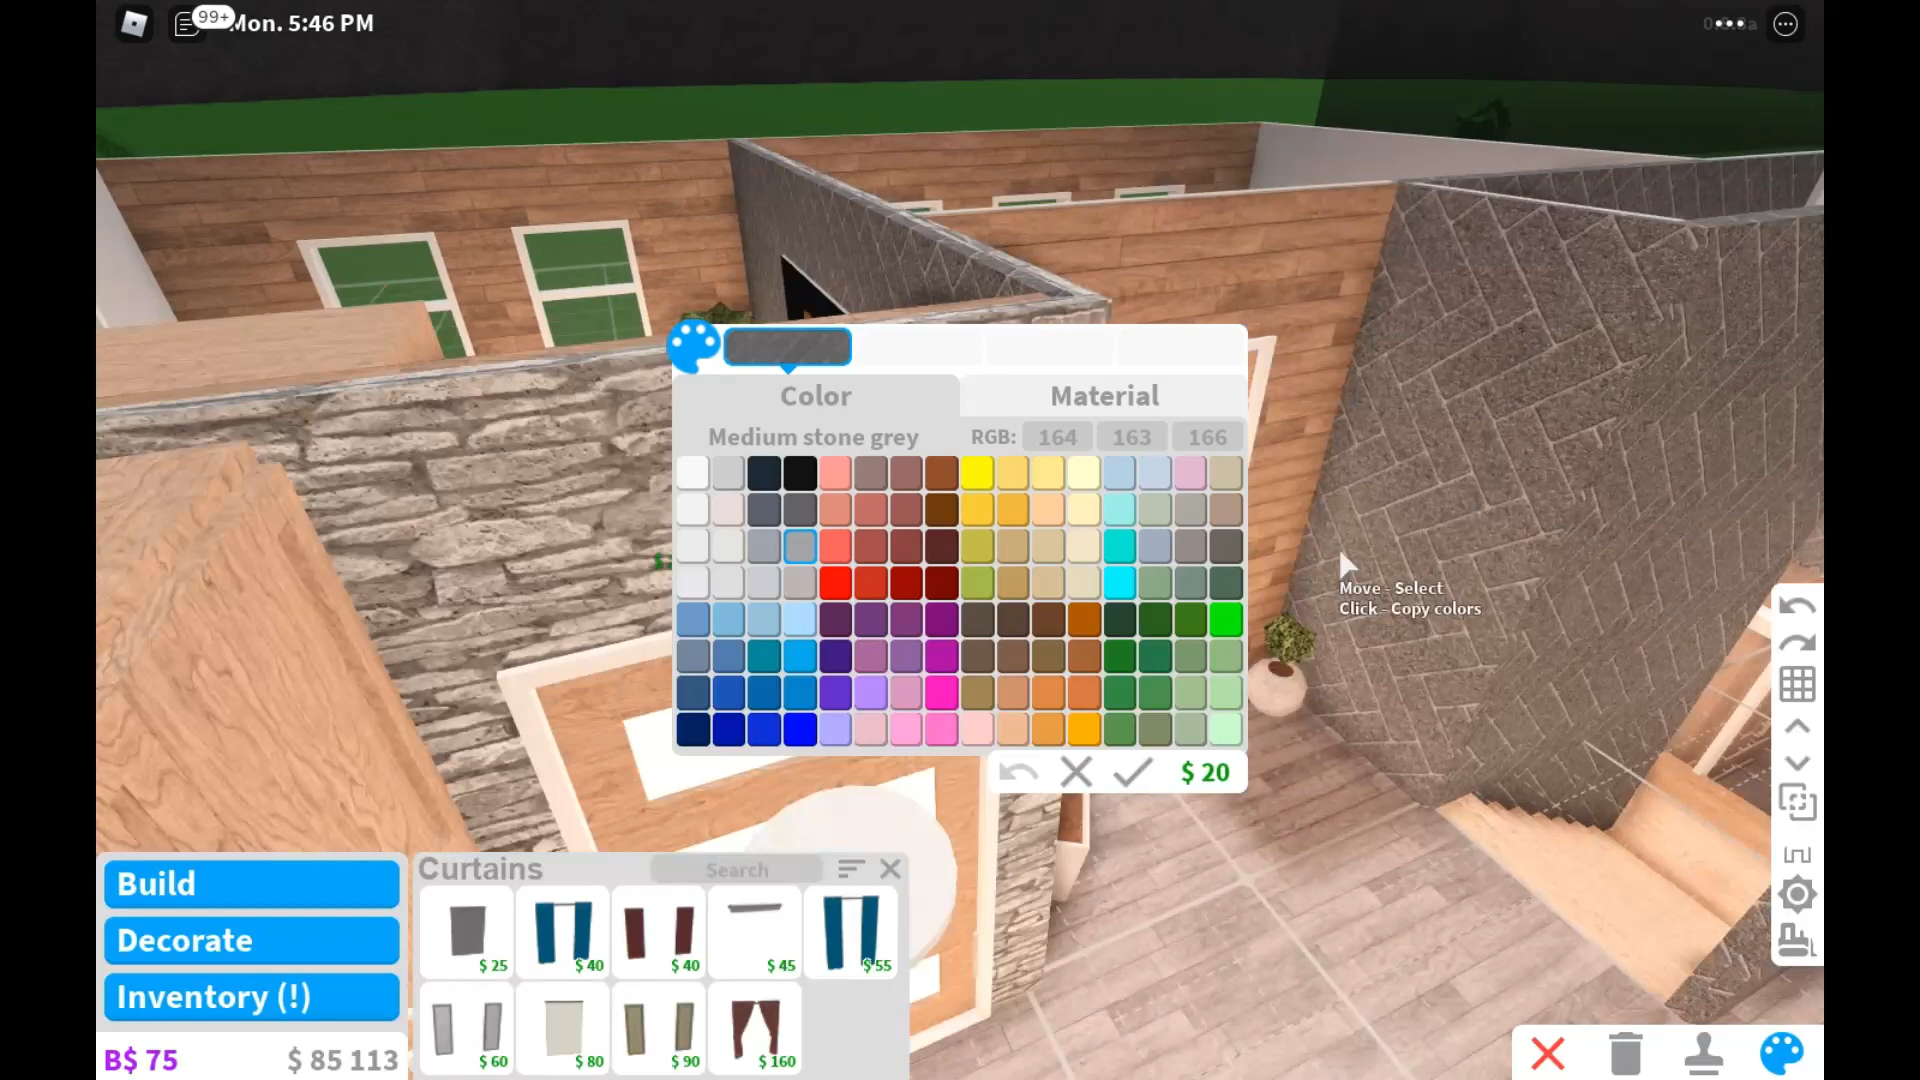 99+
Mon. 5:46 PM
Color
Material
Medium stone grey
RGB: 164 163 166
Move - Select
Click - Copy colors
$ 20
Build
Decorate
Inventory (!)
B$ 75
$ 85 113
Curtains
Search
$ 25
$ 40
$ 40
$ 45
$ 55
$ 60
$ 80
$ 90
$ 160